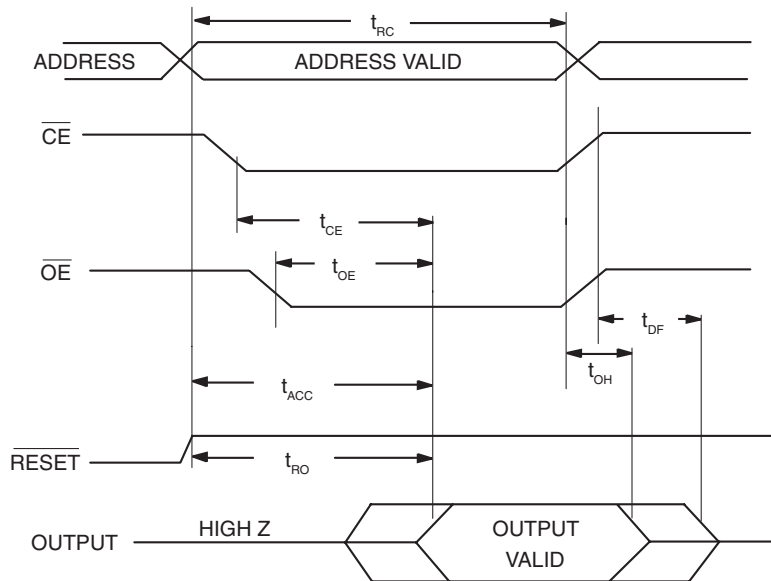 tRC
ADDRESS
ADDRESS VALID
CE
tCE
tOE
OE
tDF
tOH
tACC
RESET
tRO
HIGH Z
OUTPUT
OUTPUT
VALID